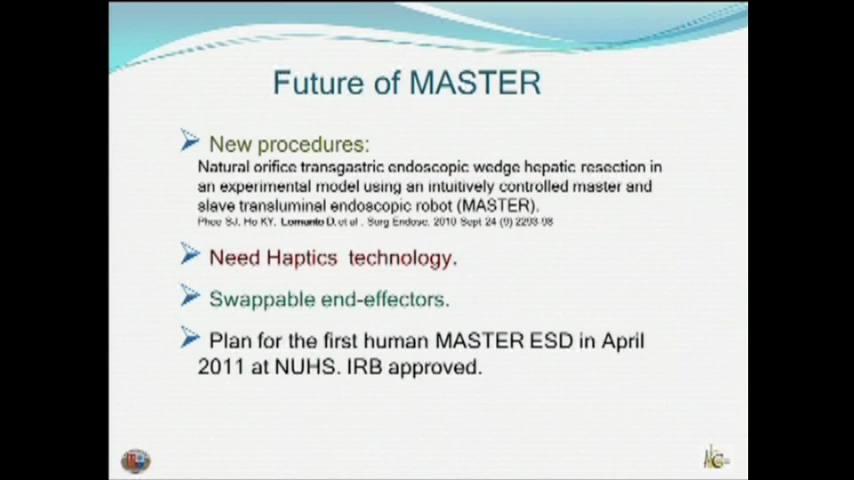 Future of MASTER
New procedures:
Natural orifice transgastric endoscopic wedge hepatic resection in
an experimental model using an intuitively controlled master and
slave transluminal endoscopic robot (MASTER).
Phee SJ, Ho KY, Lomanto D, et al . Surg Endosc. 2010 Sept 24 (9) 2293-98
Need Haptics technology.
Swappable end-effectors.
Plan for the first human MASTER ESD in April
2011 at NUHS. IRB approved.